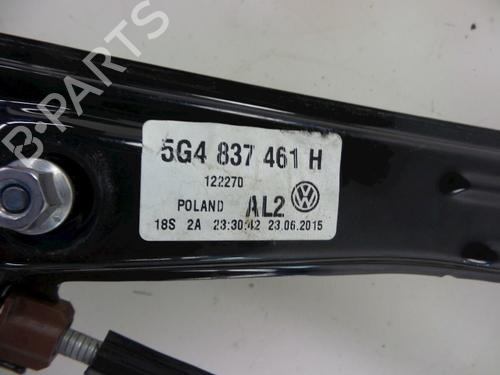 B-PARTS
5G4 837 461 H
122270
POLAND AL2
18S 2A 23:30:42 23.06.2015